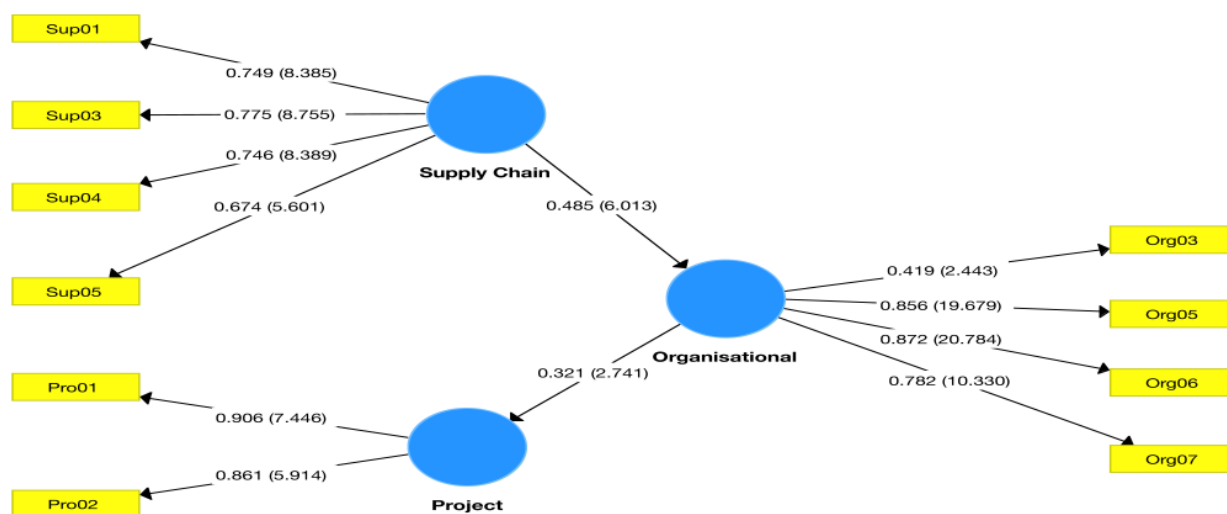 Sup01
0.749 (8.385)
Sup03
0.775 (8.755)
Sup04
0.746 (8.389)
Supply Chain
0.674 (5.601)
0.485 (6.013)
Sup05
Org03
0.419 (2.443)
Org05
0.856 (19.679)
0.872 (20.784)
Organisational
Org06
0.782 (10.330)
0.321 (2.741)
Pro01
0.906 (7.446)
Org07
0.861 (5.914)
Pro02
Project